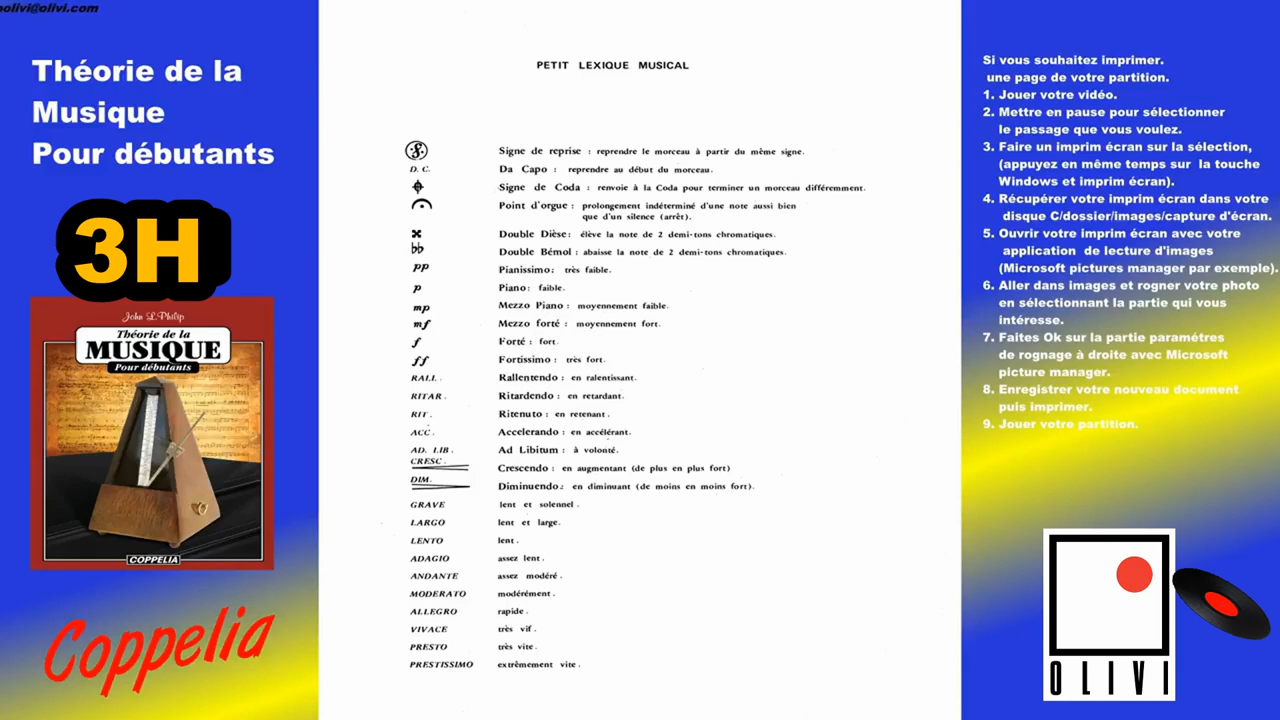 olivi@olivi.com
Théorie de la
Musique
Pour débutants
3H
John L. Philip
Théorie de la
MUSIQUE
Pour débutants
COPPELIA
Coppelia
PETIT LEXIQUE MUSICAL
Signe de reprise : reprendre le morceau à partir du même signe.
D. C. Da Capo : reprendre au début du morceau.
Signe de Coda : renvoie à la Coda pour terminer un morceau différemment.
Point d'orgue : prolongement indéterminé d'une note aussi bien
que d'un silence (arrêt).
Double Dièse : élève la note de 2 demi-tons chromatiques.
bb Double Bémol : abaisse la note de 2 demi-tons chromatiques.
pp Pianissimo : très faible.
p Piano : faible.
mp Mezzo Piano : moyennement faible.
mf Mezzo forté : moyennement fort.
f Forté : fort.
ff Fortissimo : très fort.
RALL. Rallentendo : en ralentissant.
RITAR. Ritardendo : en retardant.
RIT. Ritenuto : en retenant.
ACC. Accelerando : en accélérant.
AD. LIB. Ad Libitum : à volonté.
CRESC. Crescendo : en augmentant (de plus en plus fort)
DIM. Diminuendo : en diminuant (de moins en moins fort).
GRAVE lent et solennel.
LARGO lent et large.
LENTO lent.
ADAGIO assez lent.
ANDANTE assez modéré.
MODERATO modérément.
ALLEGRO rapide.
VIVACE très vif.
PRESTO très vite.
PRESTISSIMO extrêmement vite.
Si vous souhaitez imprimer.
une page de votre partition.
1. Jouer votre vidéo.
2. Mettre en pause pour sélectionner
le passage que vous voulez.
3. Faire un imprim écran sur la sélection,
(appuyez en même temps sur la touche
Windows et imprim écran).
4. Récupérer votre imprim écran dans votre
disque C/dossier/images/capture d'écran.
5. Ouvrir votre imprim écran avec votre
application de lecture d'images
(Microsoft pictures manager par exemple).
6. Aller dans images et rogner votre photo
en sélectionnant la partie qui vous
intéresse.
7. Faites Ok sur la partie paramétres
de rognage à droite avec Microsoft
picture manager.
8. Enregistrer votre nouveau document
puis imprimer.
9. Jouer votre partition.
OLIVI